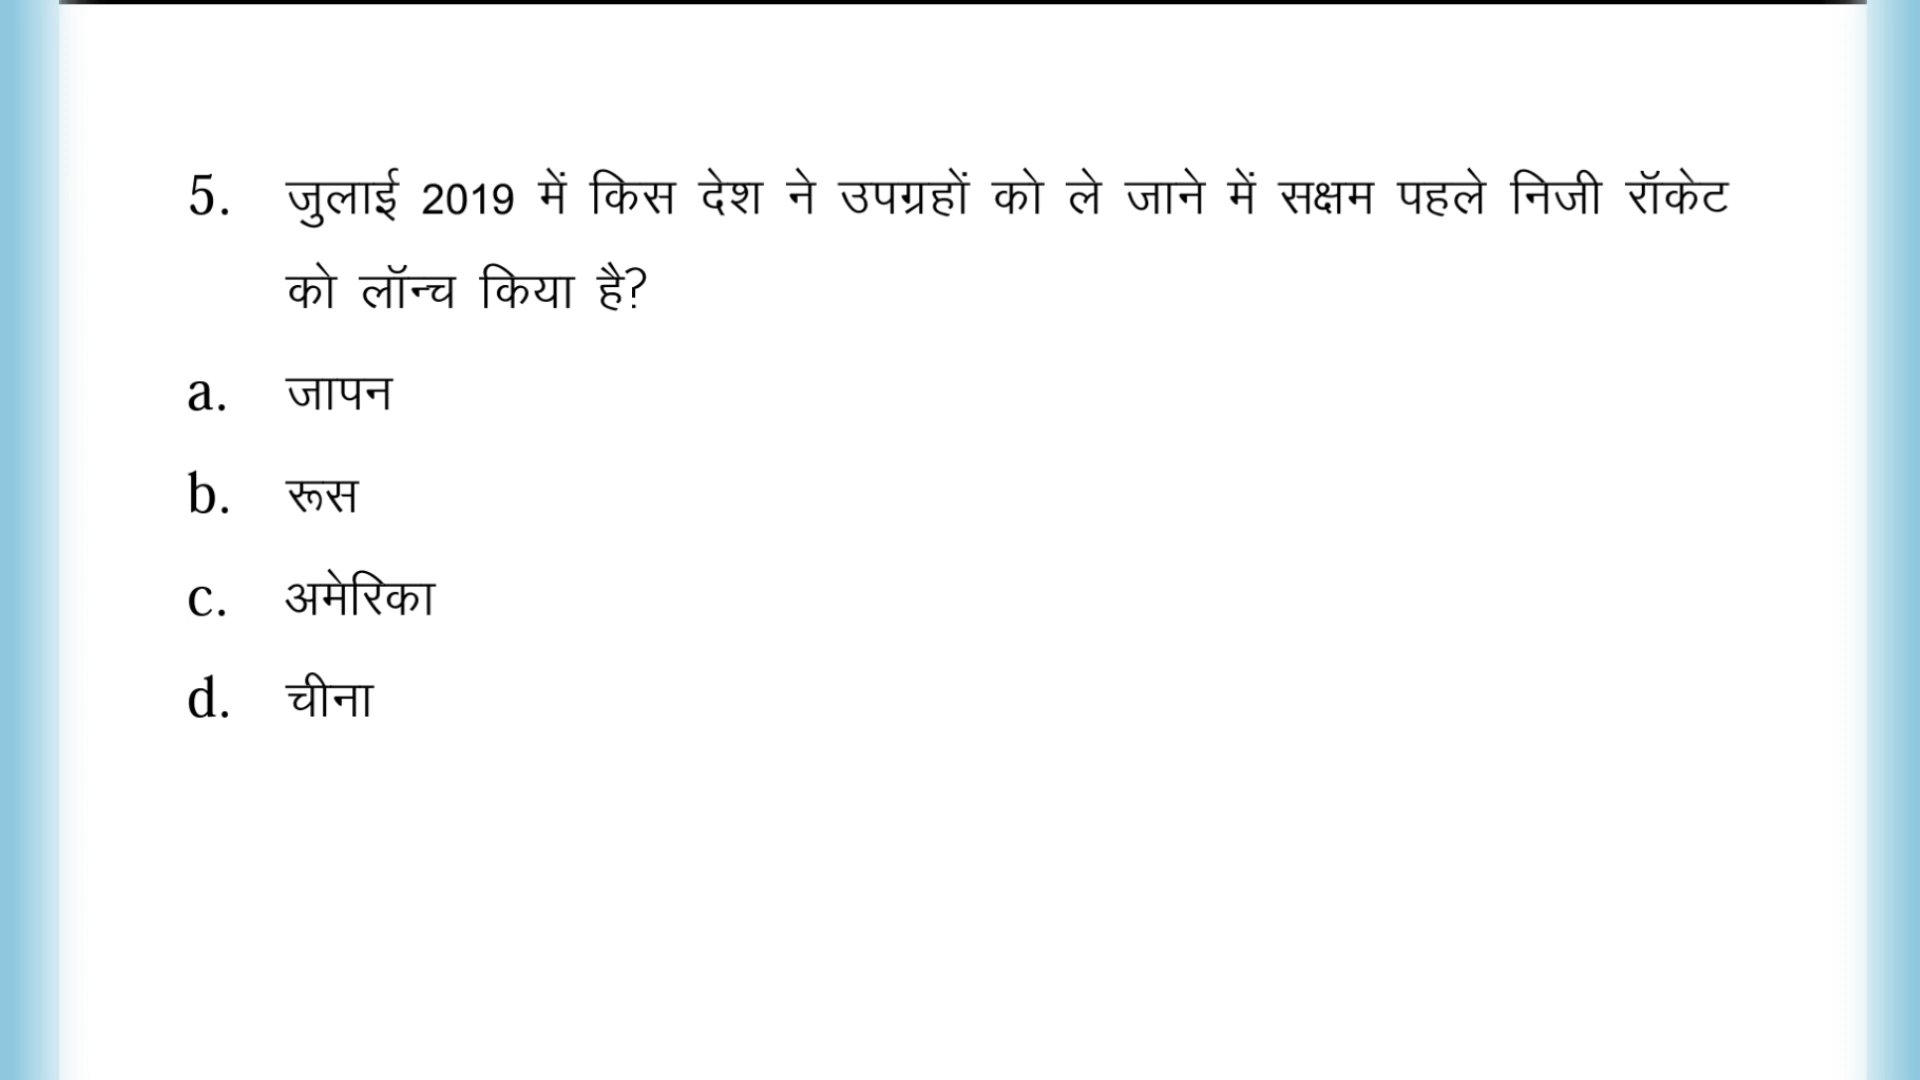 5. जुलाई 2019 में किस देश ने उपग्रहों को ले जाने में सक्षम पहले निजी रॉकेट
को लॉन्च किया है?
a. जापन
b. रूस
c. अमेरिका
d. चीना